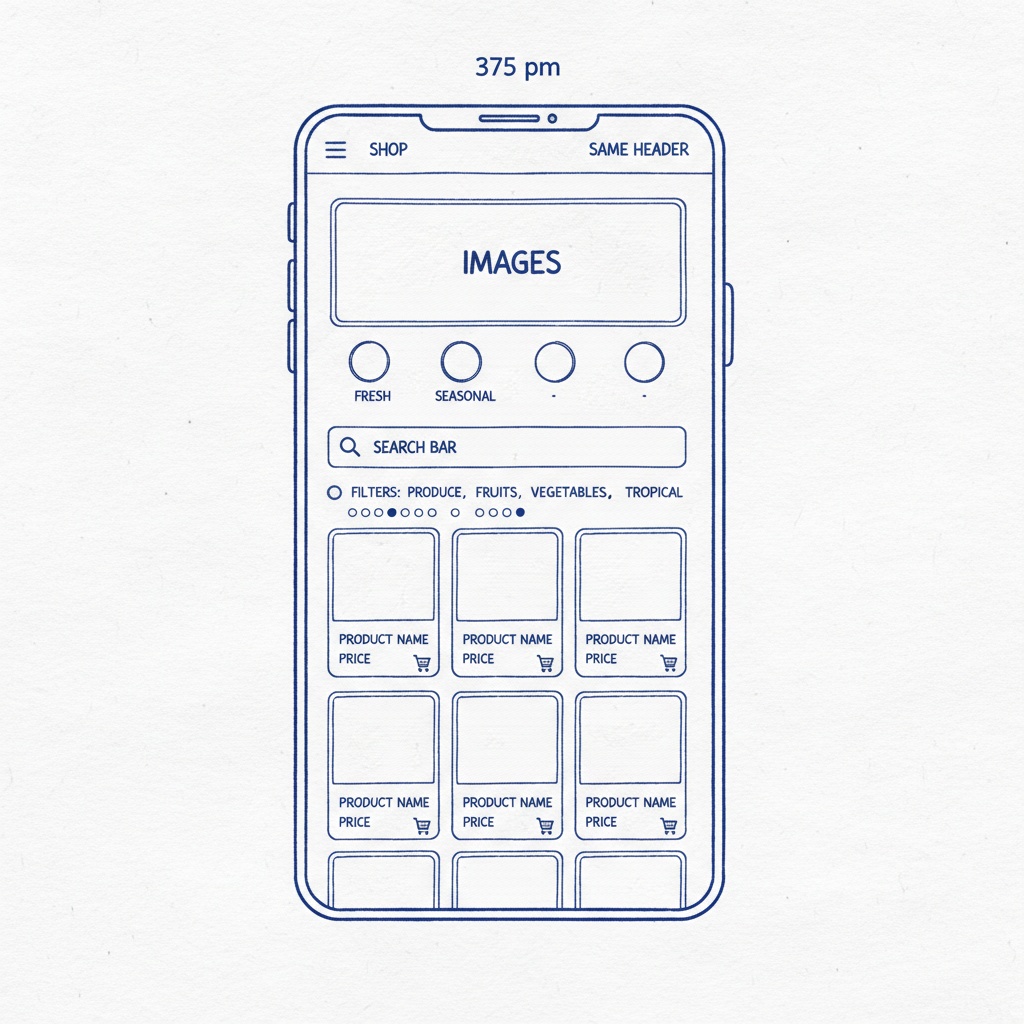 375 pm
SHOP SAME HEADER
IMAGES
FRESH SEASONAL - -
SEARCH BAR
FILTERS: PRODUCE, FRUITS, VEGETABLES, TROPICAL
PRODUCT NAME PRODUCT NAME PRODUCT NAME
PRICE PRICE PRICE
PRODUCT NAME PRODUCT NAME PRODUCT NAME
PRICE PRICE PRICE